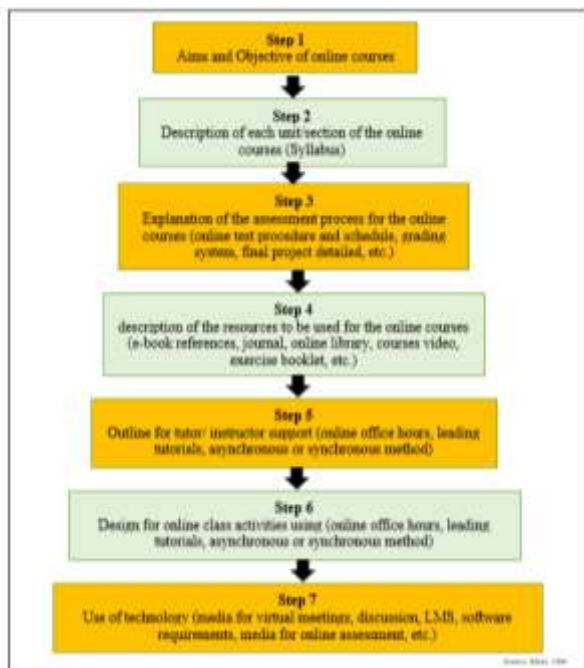 Step 1
Aims and Objective of online courses
Step 2
Description of each unit/section of the online
courses (Syllabus)
Step 3
Explanation of the assessment process for the online
courses (online test procedure and schedule, grading
system, final project detailed, etc.)
Step 4
description of the resources to be used for the online courses
(e-book references, journal, online library, courses video,
exercise booklet, etc.)
Step 5
Outline for tutor/ instructor support (online office hours, leading
tutorials, asynchronous or synchronous method)
Step 6
Design for online class activities using (online office hours, leading
tutorials, asynchronous or synchronous method)
Step 7
Use of technology (media for virtual meetings, discussion, LMS, software
requirements, media for online assessment, etc.)